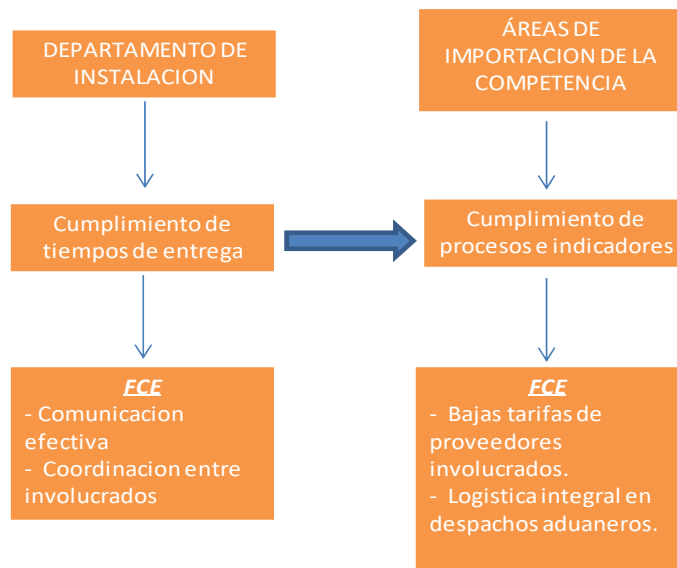 DEPARTAMENTO DE
INSTALACION
ÁREAS DE
IMPORTACION DE LA
COMPETENCIA
Cumplimiento de
tiempos de entrega
Cumplimiento de
procesos e indicadores
FCE
- Comunicacion
efectiva
- Coordinacion entre
involucrados
FCE
- Bajas tarifas de
proveedores
involucrados.
- Logistica integral en
despachos aduaneros.